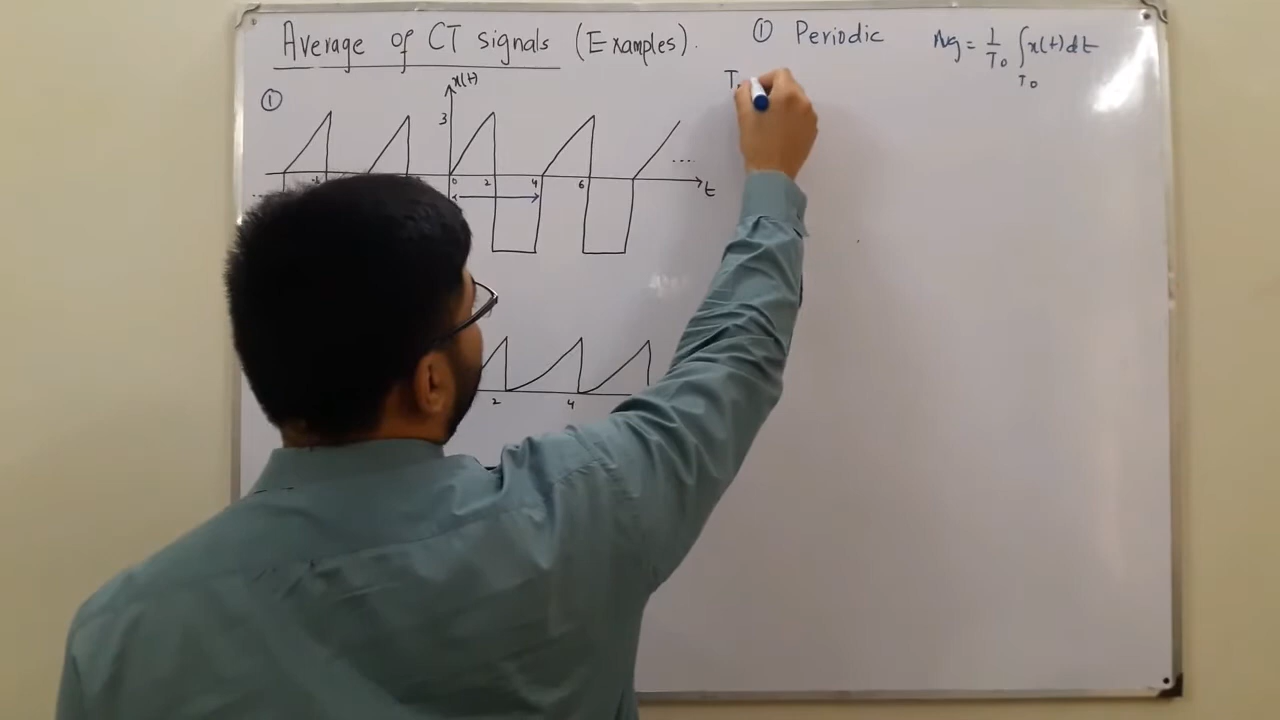 Average of CT signals (Examples).
① Periodic
Avg = 1/T₀ ∫T₀ x(t)dt
T₀
①
x(t)
3
0 2 4 6
t
....
2 4